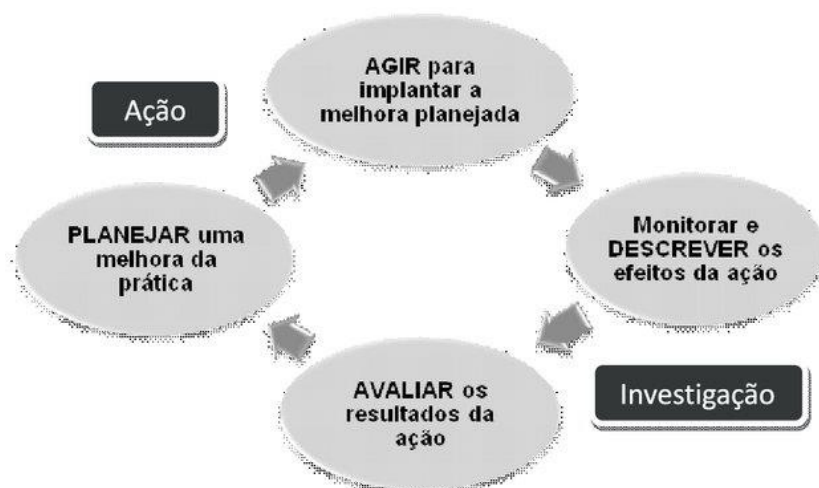 AGIR para
implantar a
melhora planejada
Ação
PLANEJAR uma
melhora da
prática
Monitorar e
DESCREVER os
efeitos da ação
AVALIAR os
resultados da
ação
Investigação